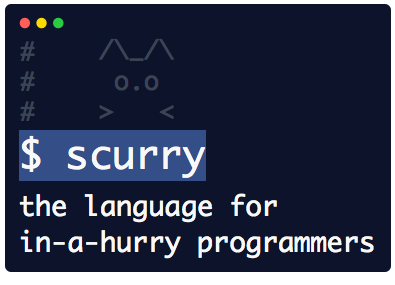 #    /\_/\
#     o.o
#    >   <
$ scurry
the language for
in-a-hurry programmers